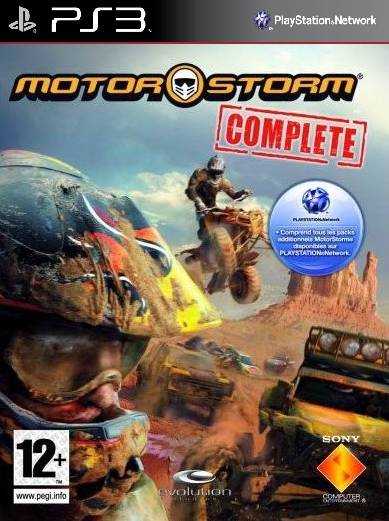 PS3
PlayStation®Network
MOTORSTORM®
COMPLETE
PLAYSTATION®Network
• Comprend tous les packs
additionnels MotorStorm®
disponibles sur
PLAYSTATION®Network.
12+
www.pegi.info
evolution
studios
SONY
COMPUTER
ENTERTAINMENT®